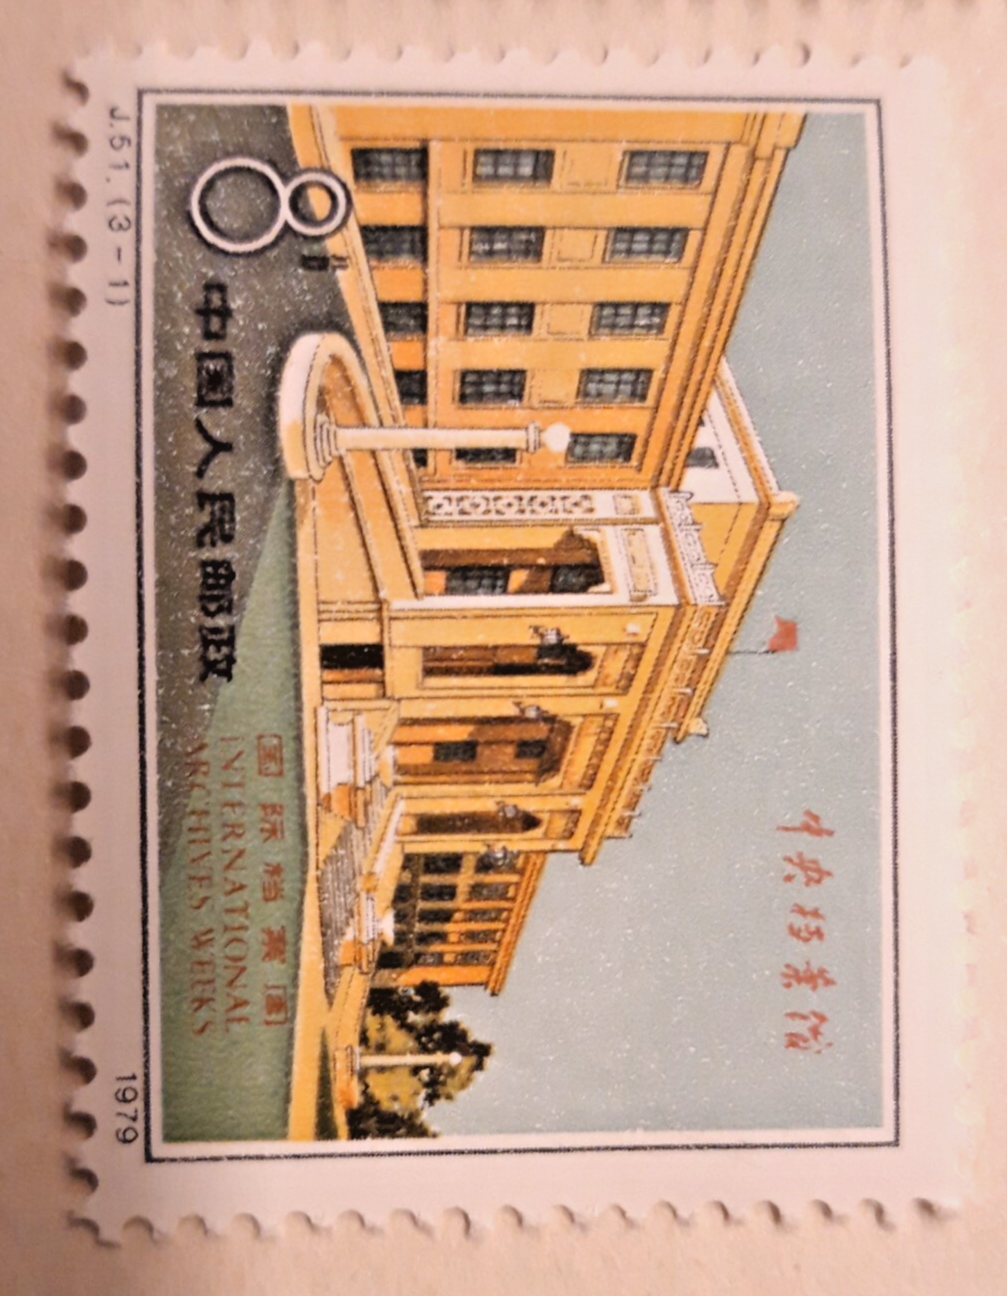 中央档案馆
8分
中国人民邮政
国际档案周
INTERNATIONAL
ARCHIVES WEEKS
J.51.(3-1)
1979